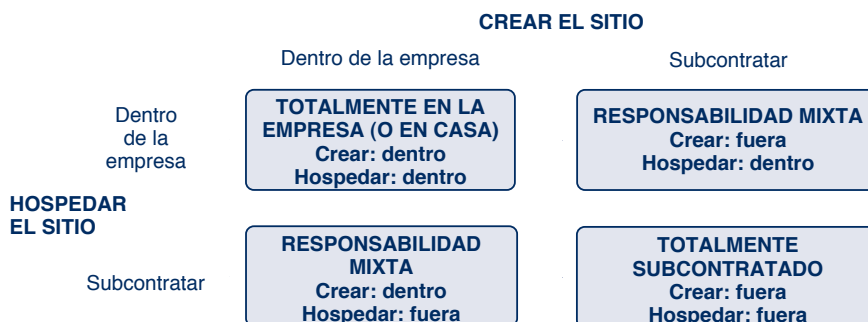 CREAR EL SITIO
Dentro de la empresa
Subcontratar
Dentro
de la
empresa
TOTALMENTE EN LA
EMPRESA (O EN CASA)
Crear: dentro
Hospedar: dentro
RESPONSABILIDAD MIXTA
Crear: fuera
Hospedar: dentro
HOSPEDAR
EL SITIO
Subcontratar
RESPONSABILIDAD
MIXTA
Crear: dentro
Hospedar: fuera
TOTALMENTE
SUBCONTRATADO
Crear: fuera
Hospedar: fuera